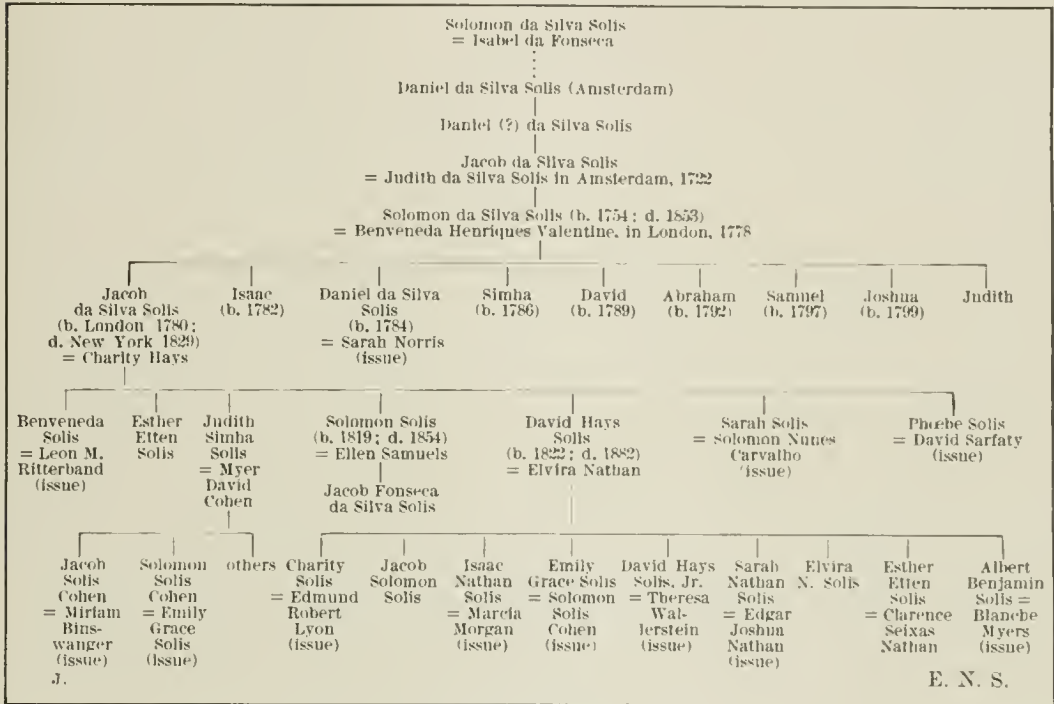 Solomon da Silva Solis
= Isabel da Fonseca
Daniel da Silva Solis (Amsterdam)
Daniel (?) da Silva Solis
Jacob da Silva Solis
= Judith da Silva Solis in Amsterdam, 1722
Solomon da Silva Solis (b. 1754; d. 1853)
= Benveneda Henriques Valentine, in London, 1778
Jacob
da Silva Solis
(b. London 1780;
d. New York 1829)
= Charity Hays
Isaac
(b. 1782)
Daniel da Silva
Solis
(b. 1784)
= Sarah Norris
(issue)
Simha
(b. 1786)
David
(b. 1789)
Abraham
(b. 1792)
Samuel
(b. 1797)
Joshua
(b. 1799)
Judith
Benveneda
Solis
= Leon M.
Ritterband
(issue)
Esther
Etten
Solis
Judith
Simha
Solis
= Myer
David
Cohen
Solomon Solis
(b. 1819; d. 1854)
= Ellen Samuels
Jacob Fonseca
da Silva Solis
David Hays
Solis
(b. 1822; d. 1882)
= Elvira Nathan
Sarah Solis
= Solomon Nunes
Carvalho
(issue)
Phœbe Solis
= David Sarfaty
(issue)
Jacob
Solis
Cohen
= Miriam
Bins-
wanger
(issue)
Solomon
Solis
Cohen
= Emily
Grace
Solis
(issue)
others
Charity
Solis
= Edmund
Robert
Lyon
(issue)
Jacob
Solomon
Solis
Isaac
Nathan
Solis
= Marcia
Morgan
(issue)
Emily
Grace Solis
= Solomon
Solis
Cohen
(issue)
David Hays
Solis, Jr.
= Theresa
Wal-
lerstein
(issue)
Sarah
Nathan
Solis
= Edgar
Joshua
Nathan
(issue)
Elvira
N. Solis
Esther
Etten
Solis
= Clarence
Seixas
Nathan
Albert
Benjamin
Solis =
Blanche
Myers
(issue)
J.
E. N. S.